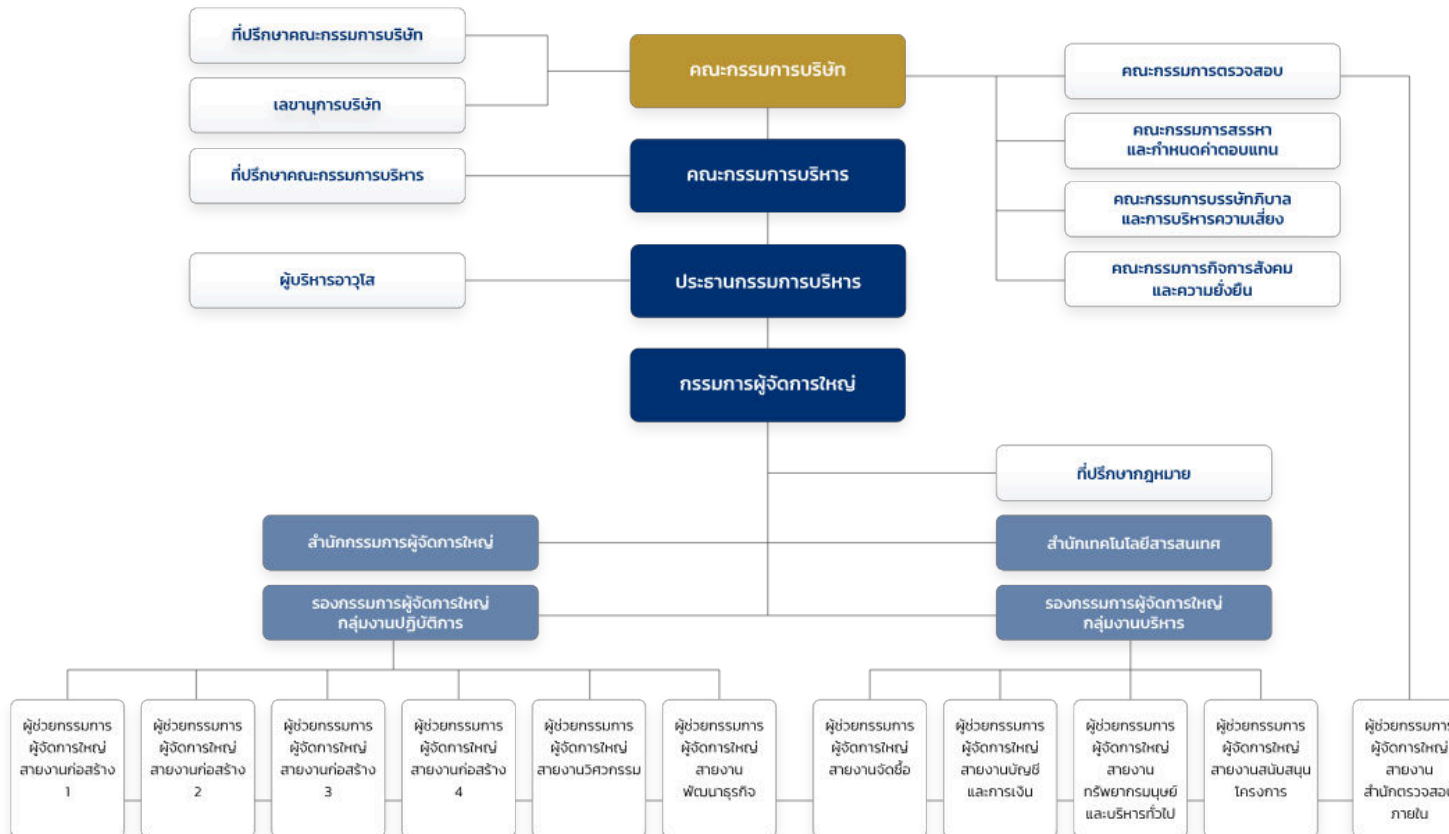 ที่ปรึกษาคณะกรรมการบริษัท
คณะกรรมการบริษัท
คณะกรรมการตรวจสอบ
เลขานุการบริษัท
คณะกรรมการสรรหา
และกำหนดค่าตอบแทน
ที่ปรึกษาคณะกรรมการบริหาร
คณะกรรมการบริหาร
คณะกรรมการบรรษัทภิบาล
และการบริหารความเสี่ยง
ผู้บริหารอาวุโส
ประธานกรรมการบริหาร
คณะกรรมการกิจการสังคม
และความยั่งยืน
กรรมการผู้จัดการใหญ่
ที่ปรึกษากฎหมาย
สำนักกรรมการผู้จัดการใหญ่
สำนักเทคโนโลยีสารสนเทศ
รองกรรมการผู้จัดการใหญ่
กลุ่มงานปฏิบัติการ
รองกรรมการผู้จัดการใหญ่
กลุ่มงานบริหาร
ผู้ช่วยกรรมการ
ผู้จัดการใหญ่
สายงานก่อสร้าง
1
ผู้ช่วยกรรมการ
ผู้จัดการใหญ่
สายงานก่อสร้าง
2
ผู้ช่วยกรรมการ
ผู้จัดการใหญ่
สายงานก่อสร้าง
3
ผู้ช่วยกรรมการ
ผู้จัดการใหญ่
สายงานก่อสร้าง
4
ผู้ช่วยกรรมการ
ผู้จัดการใหญ่
สายงานวิศวกรรม
ผู้ช่วยกรรมการ
ผู้จัดการใหญ่
สายงาน
พัฒนาธุรกิจ
ผู้ช่วยกรรมการ
ผู้จัดการใหญ่
สายงานจัดซื้อ
ผู้ช่วยกรรมการ
ผู้จัดการใหญ่
สายงานบัญชี
และการเงิน
ผู้ช่วยกรรมการ
ผู้จัดการใหญ่
สายงาน
ทรัพยากรมนุษย์
และบริหารทั่วไป
ผู้ช่วยกรรมการ
ผู้จัดการใหญ่
สายงานสนับสนุน
โครงการ
ผู้ช่วยกรรมการ
ผู้จัดการใหญ่
สายงาน
สำนักตรวจสอบ
ภายใน